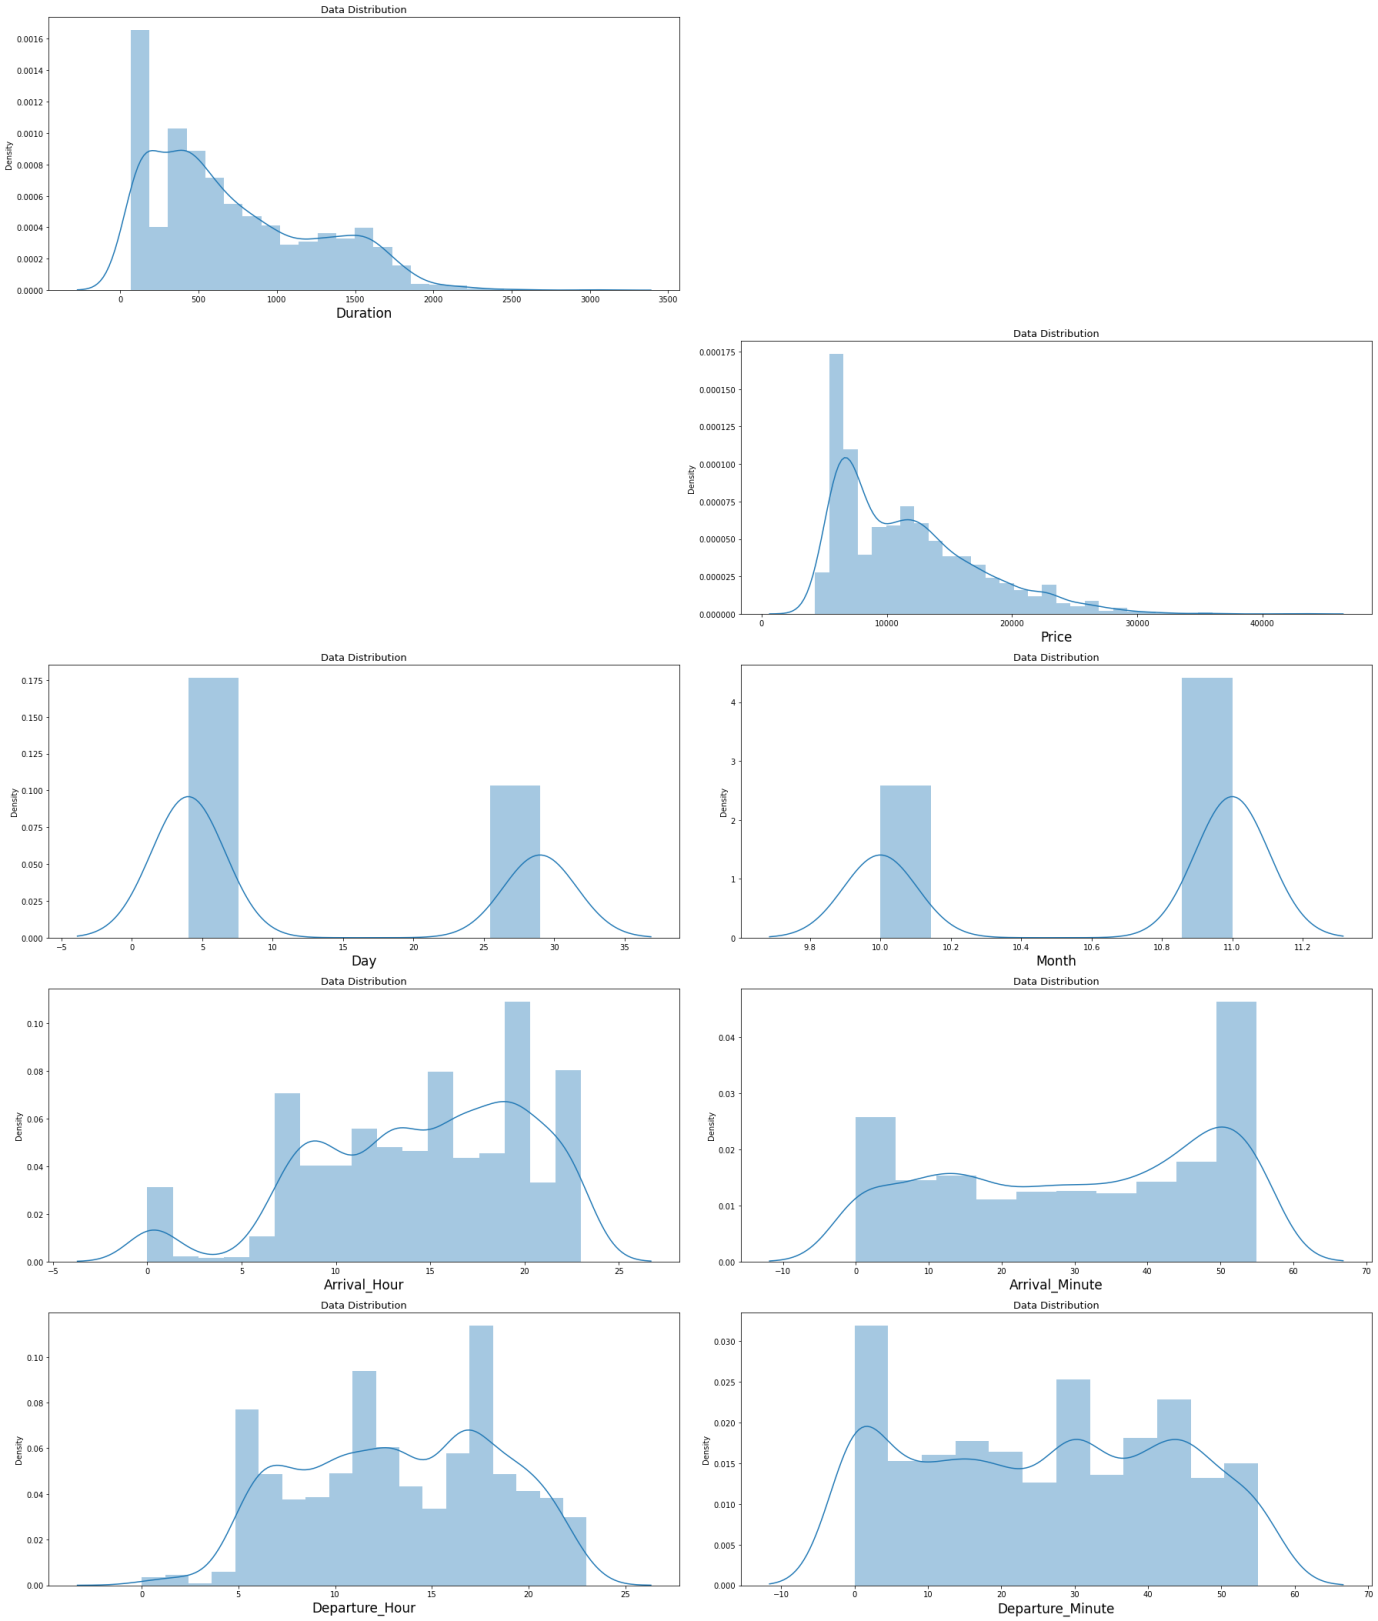 Data Distribution
0.0016
0.0014
0.0012
0.0010
0.0008
0.0006
0.0004
0.0002
0.0000
Density
0 500 1000 1500 2000 2500 3000 3500
Duration
Data Distribution
0.000175
0.000150
0.000125
0.000100
0.000075
0.000050
0.000025
0.000000
Density
0 10000 20000 30000 40000
Price
Data Distribution
0.175
0.150
0.125
0.100
0.075
0.050
0.025
0.000
Density
−5 0 5 10 15 20 25 30 35
Day
Data Distribution
4
3
2
1
0
Density
9.8 10.0 10.2 10.4 10.6 10.8 11.0 11.2
Month
Data Distribution
0.10
0.08
0.06
0.04
0.02
0.00
Density
−5 0 5 10 15 20 25
Arrival_Hour
Data Distribution
0.04
0.03
0.02
0.01
0.00
Density
−10 0 10 20 30 40 50 60 70
Arrival_Minute
Data Distribution
0.10
0.08
0.06
0.04
0.02
0.00
Density
0 5 10 15 20 25
Departure_Hour
Data Distribution
0.030
0.025
0.020
0.015
0.010
0.005
0.000
Density
−10 0 10 20 30 40 50 60 70
Departure_Minute